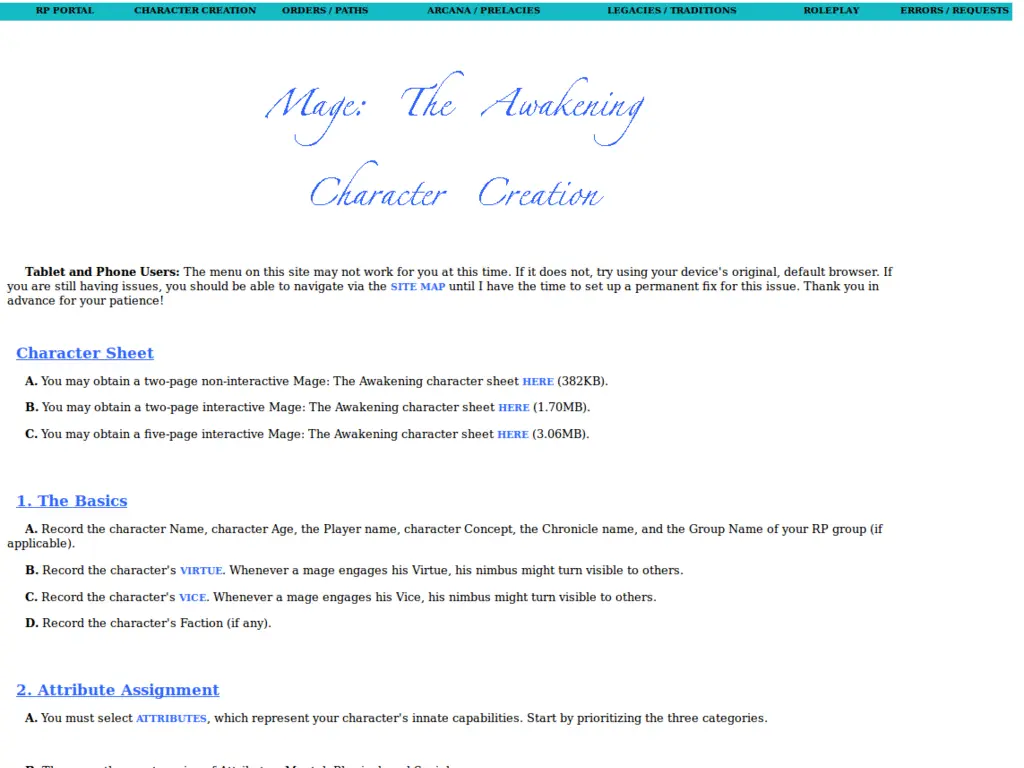 RP PORTAL CHARACTER CREATION ORDERS / PATHS ARCANA / PRELACIES LEGACIES / TRADITIONS ROLEPLAY ERRORS / REQUESTS
Mage: The Awakening
Character Creation
Tablet and Phone Users: The menu on this site may not work for you at this time. If it does not, try using your device's original, default browser. If
you are still having issues, you should be able to navigate via the SITE MAP until I have the time to set up a permanent fix for this issue. Thank you in
advance for your patience!
Character Sheet
A. You may obtain a two-page non-interactive Mage: The Awakening character sheet HERE (382KB).
B. You may obtain a two-page interactive Mage: The Awakening character sheet HERE (1.70MB).
C. You may obtain a five-page interactive Mage: The Awakening character sheet HERE (3.06MB).
1. The Basics
A. Record the character Name, character Age, the Player name, character Concept, the Chronicle name, and the Group Name of your RP group (if
applicable).
B. Record the character's VIRTUE. Whenever a mage engages his Virtue, his nimbus might turn visible to others.
C. Record the character's VICE. Whenever a mage engages his Vice, his nimbus might turn visible to others.
D. Record the character's Faction (if any).
2. Attribute Assignment
A. You must select ATTRIBUTES, which represent your character's innate capabilities. Start by prioritizing the three categories.